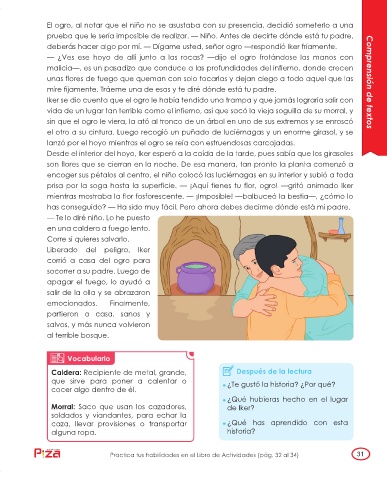 El ogro, al notar que el niño no se asustaba con su presencia, decidió someterlo a una
prueba que le sería imposible de realizar. — Niño. Antes de decirte dónde está tu padre,
deberás hacer algo por mí. — Dígame usted, señor ogro —respondió Iker fríamente.
— ¿Ves ese hoyo de allí junto a las rocas? —dijo el ogro frotándose las manos con
malicia—, es un pasadizo que conduce a las profundidades del infierno, donde crecen
unas flores de fuego que queman con solo tocarlas y dejan ciego a todo aquel que las
mire fijamente. Tráeme una de esas y te diré dónde está tu padre.
Iker se dio cuenta que el ogro le había tendido una trampa y que jamás lograría salir con
vida de un lugar tan terrible como el infierno, así que sacó la vieja soguilla de su morral, y
sin que el ogro le viera, la ató al tronco de un árbol en uno de sus extremos y se enroscó
el otro a su cintura. Luego recogió un puñado de luciérnagas y un enorme girasol, y se
lanzó por el hoyo mientras el ogro se reía con estruendosas carcajadas.
Desde el interior del hoyo, Iker esperó a la caída de la tarde, pues sabía que los girasoles
son flores que se cierran en la noche. De esa manera, tan pronto la planta comenzó a
encoger sus pétalos al centro, el niño colocó las luciérnagas en su interior y subió a toda
prisa por la soga hasta la superficie. — ¡Aquí tienes tu flor, ogro! —gritó animado Iker
mientras mostraba la flor fosforescente. — ¡Imposible! —balbuceó la bestia—, ¿cómo lo
has conseguido? — Ha sido muy fácil. Pero ahora debes decirme dónde está mi padre.
— Te lo diré niño. Lo he puesto
en una caldera a fuego lento.
Corre si quieres salvarlo.
Liberado del peligro, Iker
corrió a casa del ogro para
socorrer a su padre. Luego de
apagar el fuego, lo ayudó a
salir de la olla y se abrazaron
emocionados. Finalmente,
partieron a casa, sanos y
salvos, y más nunca volvieron
al terrible bosque.
Comprensión de textos
Vocabulario
Caldera: Recipiente de metal, grande,
que sirve para poner a calentar o
cocer algo dentro de él.
Morral: Saco que usan los cazadores,
soldados y viandantes, para echar la
caza, llevar provisiones o transportar
alguna ropa.
Después de la lectura
¿Te gustó la historia? ¿Por qué?
¿Qué hubieras hecho en el lugar
de Iker?
¿Qué has aprendido con esta
historia?
Practica tus habilidades en el Libro de Actividades (pág. 32 al 34)
31